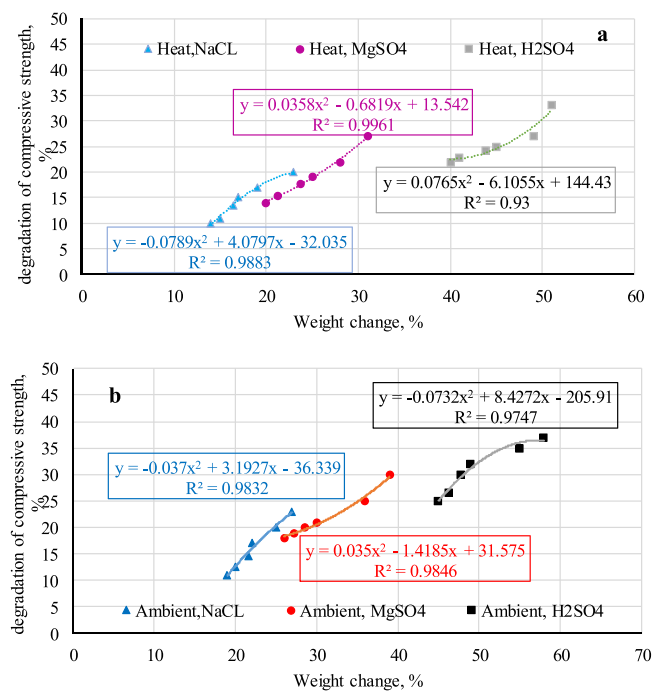 50
45
40
35
30
25
20
15
10
5
0
degradation of compressive strength,
%
Heat,NaCL
Heat, MgSO4
Heat, H2SO4
a
y = 0.0358x² - 0.6819x + 13.542
R² = 0.9961
y = 0.0765x² - 6.1055x + 144.43
R² = 0.93
y = -0.0789x² + 4.0797x - 32.035
R² = 0.9883
0 10 20 30 40 50 60
Weight change, %
50
45
40
35
30
25
20
15
10
5
0
degradation of compressive strength,
%
b
y = -0.0732x² + 8.4272x - 205.91
R² = 0.9747
y = -0.037x² + 3.1927x - 36.339
R² = 0.9832
y = 0.035x² - 1.4185x + 31.575
R² = 0.9846
Ambient,NaCL
Ambient, MgSO4
Ambient, H2SO4
0 10 20 30 40 50 60 70
Weight change, %